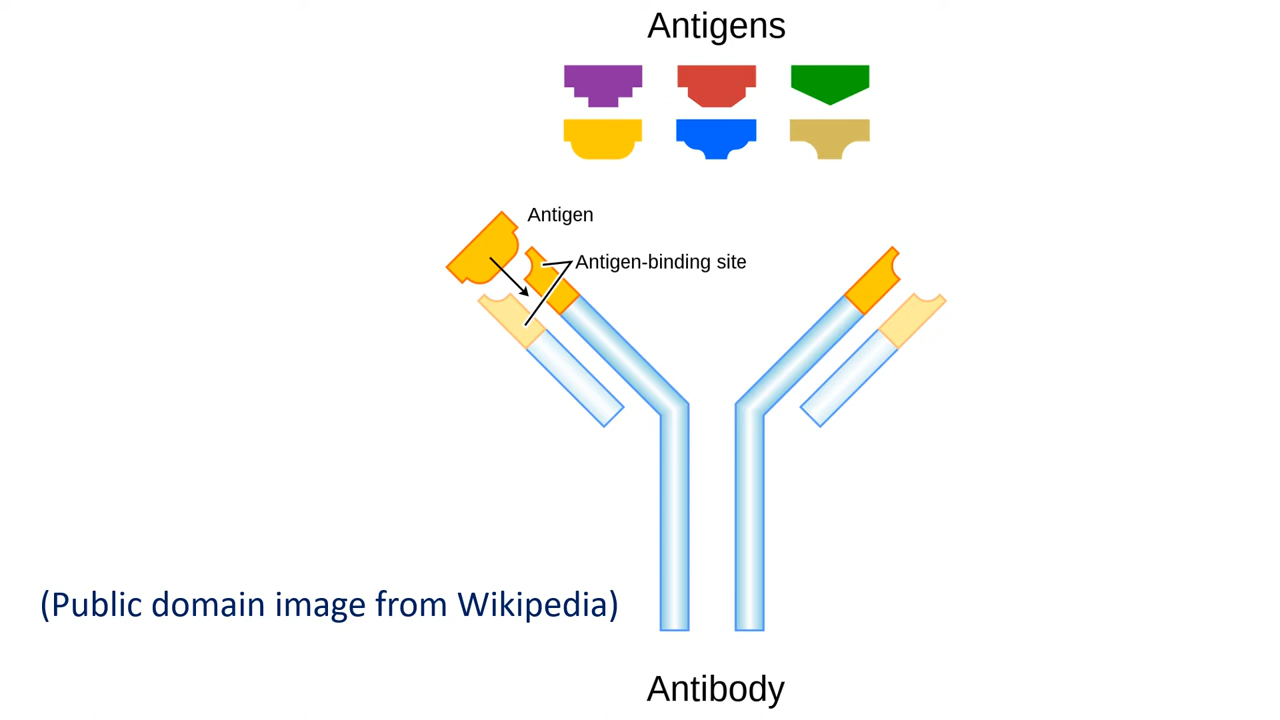 Antigens
Antigen
Antigen-binding site
(Public domain image from Wikipedia)
Antibody